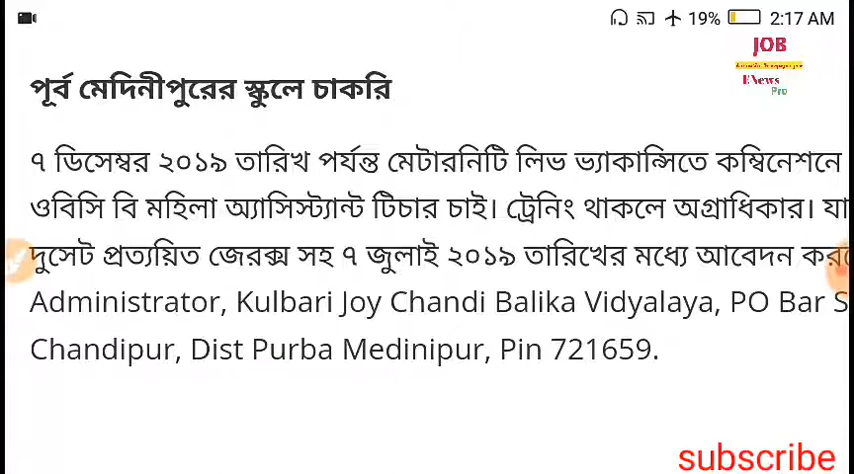 19% 2:17 AM
JOB
ENews
Pro
পূর্ব মেদিনীপুরের স্কুলে চাকরি
৭ ডিসেম্বর ২০১৯ তারিখ পর্যন্ত মেটারনিটি লিভ ভ্যাকান্সিতে কম্বিনেশনে
ওবিসি বি মহিলা অ্যাসিস্ট্যান্ট টিচার চাই। ট্রেনিং থাকলে অগ্রাধিকার। যা
দুসেট প্রত্যয়িত জেরক্স সহ ৭ জুলাই ২০১৯ তারিখের মধ্যে আবেদন
Administrator, Kulbari Joy Chandi Balika Vidyalaya, PO Bar S
Chandipur, Dist Purba Medinipur, Pin 721659.
subscribe